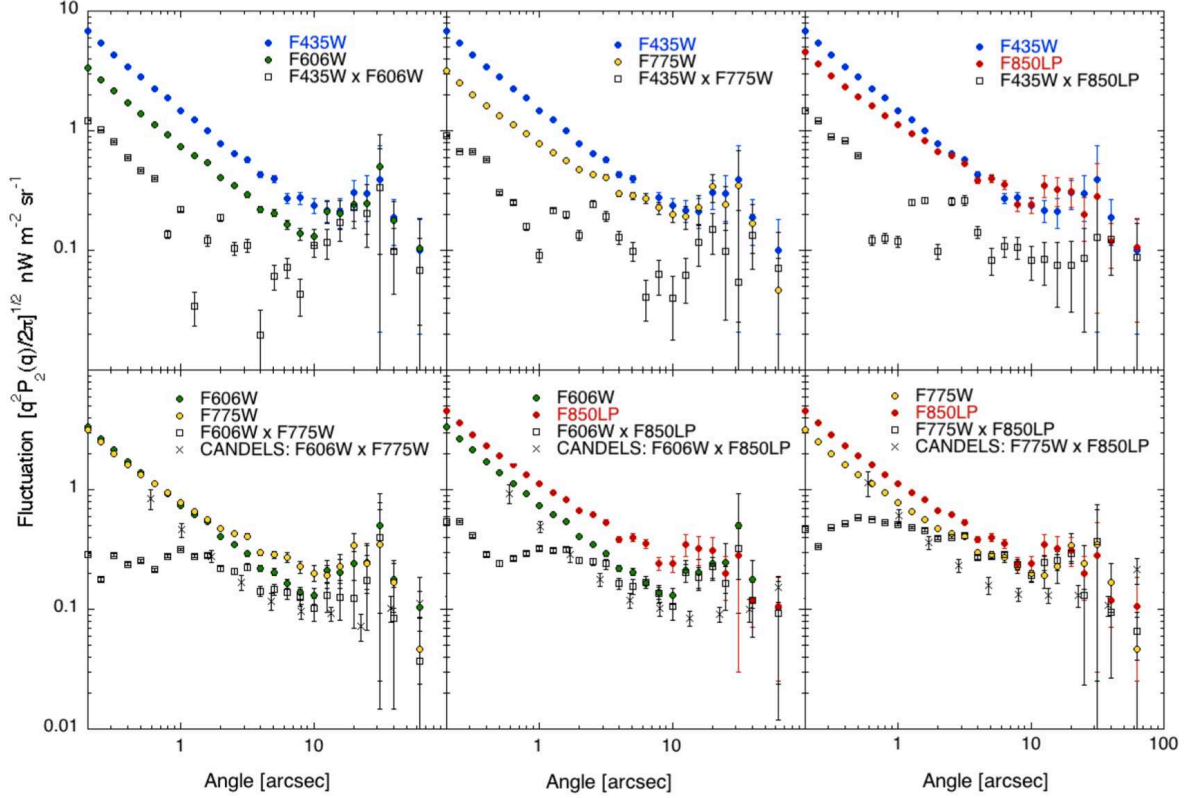 10
1
0.1
F435W
F606W
F435W x F606W
F435W
F775W
F435W x F775W
F435W
F850LP
F435W x F850LP
Fluctuation [q²P₂(q)/2π]^1/2 nW m⁻² sr⁻¹
1
0.1
0.01
F606W
F775W
F606W x F775W
CANDELS: F606W x F775W
F606W
F850LP
F606W x F850LP
CANDELS: F606W x F850LP
F775W
F850LP
F775W x F850LP
CANDELS: F775W x F850LP
1 10 1 10 1 10 100
Angle [arcsec] Angle [arcsec] Angle [arcsec]